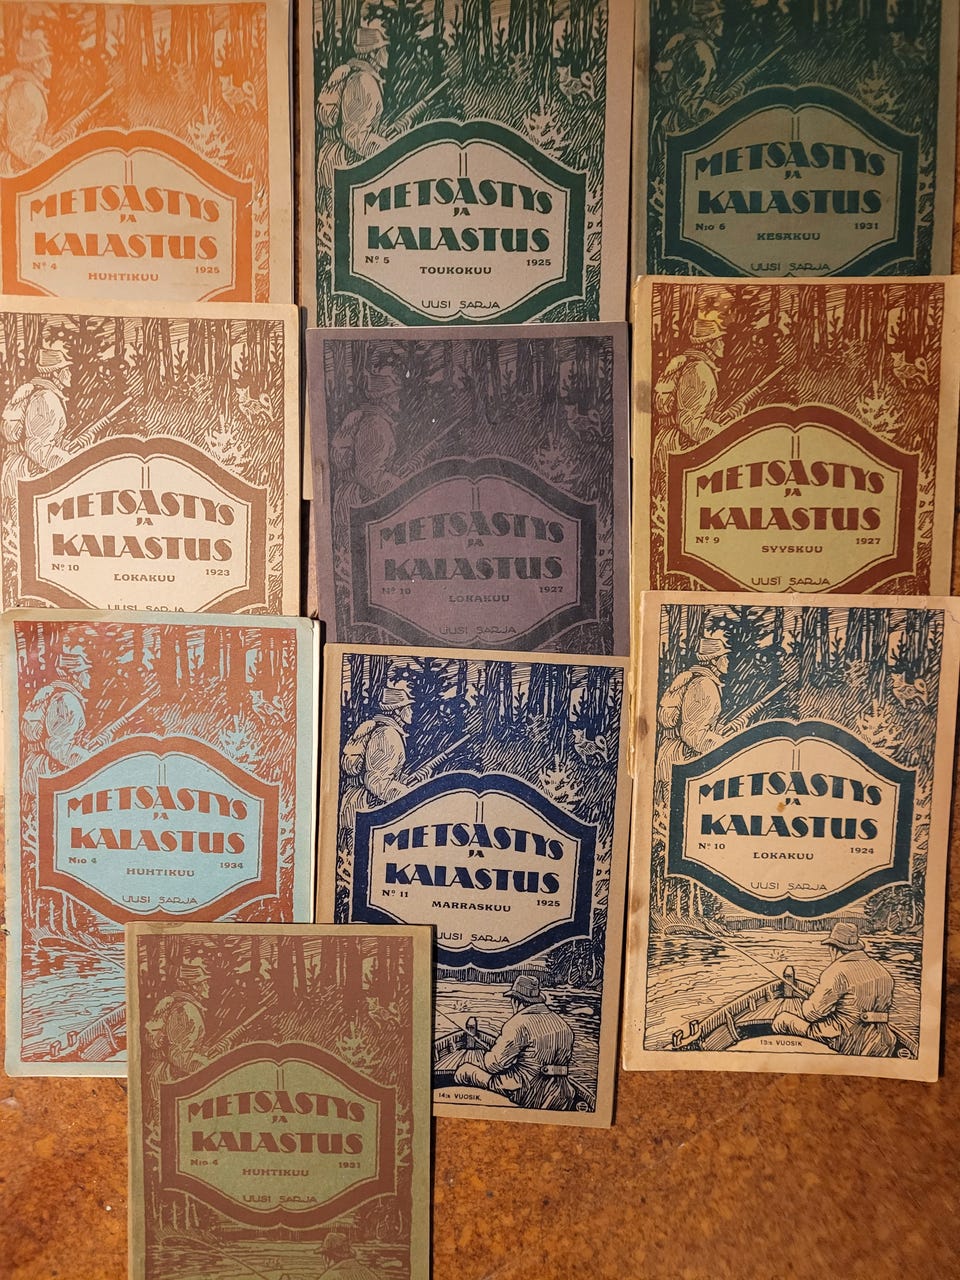 METSÄSTYS
JA
KALASTUS
Nº 4 1925
HUHTIKUU
METSÄSTYS
JA
KALASTUS
Nº 5 1925
TOUKOKUU
UUSI SARJA
METSÄSTYS
JA
KALASTUS
N:o 6 1931
KESÄKUU
UUSI SARJA
METSÄSTYS
JA
KALASTUS
Nº 10 1923
LOKAKUU
UUSI SARJA
METSÄSTYS
JA
KALASTUS
Nº 10 1927
LOKAKUU
UUSI SARJA
METSÄSTYS
JA
KALASTUS
Nº 9 1927
SYYSKUU
UUSI SARJA
METSÄSTYS
JA
KALASTUS
N:o 4 1934
HUHTIKUU
UUSI SARJA
METSÄSTYS
JA
KALASTUS
Nº 11 1925
MARRASKUU
UUSI SARJA
14:s VUOSIK.
METSÄSTYS
JA
KALASTUS
Nº 10 1924
LOKAKUU
UUSI SARJA
13:s VUOSIK
METSÄSTYS
JA
KALASTUS
N:o 4 1931
HUHTIKUU
UUSI SARJA